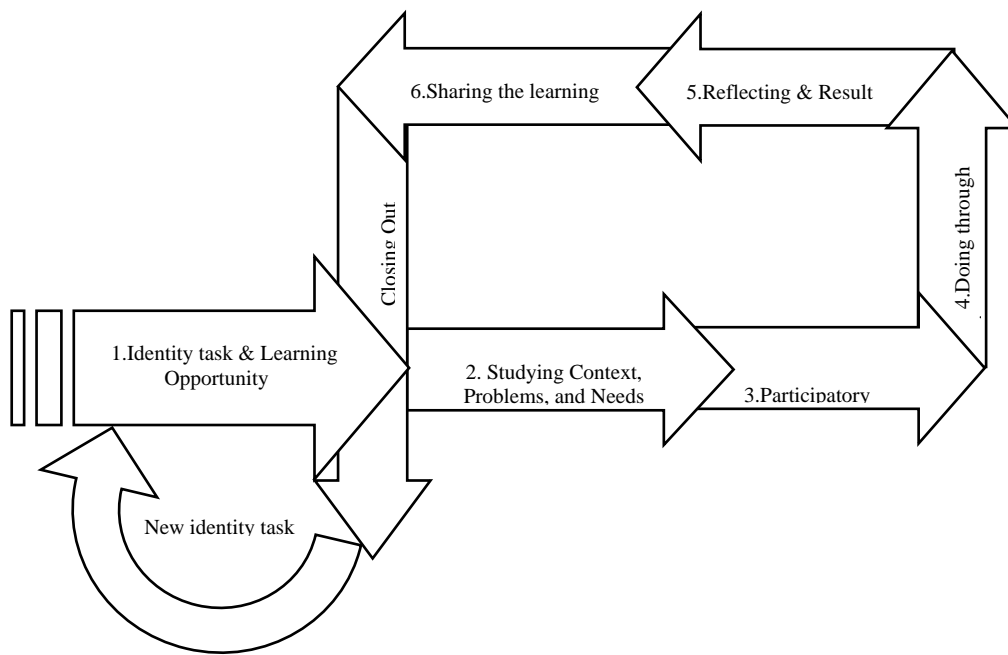 6.Sharing the learning
5.Reflecting & Result
4.Doing through
Closing Out
1.Identity task & Learning
Opportunity
2. Studying Context,
Problems, and Needs
3.Participatory
New identity task